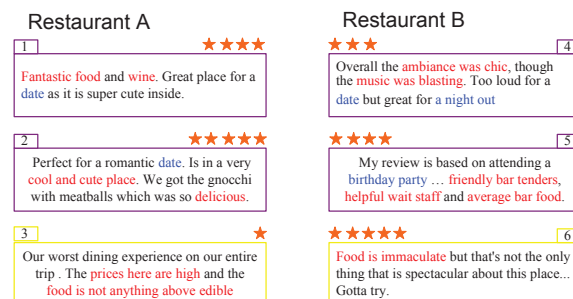 Restaurant A
1
Fantastic food and wine. Great place for a
date as it is super cute inside.
2
Perfect for a romantic date. Is in a very
cool and cute place. We got the gnocchi
with meatballs which was so delicious.
3
Our worst dining experience on our entire
trip . The prices here are high and the
food is not anything above edible
Restaurant B
4
Overall the ambiance was chic, though
the music was blasting. Too loud for a
date but great for a night out
5
My review is based on attending a
birthday party … friendly bar tenders,
helpful wait staff and average bar food.
6
Food is immaculate but that's not the only
thing that is spectacular about this place...
Gotta try.